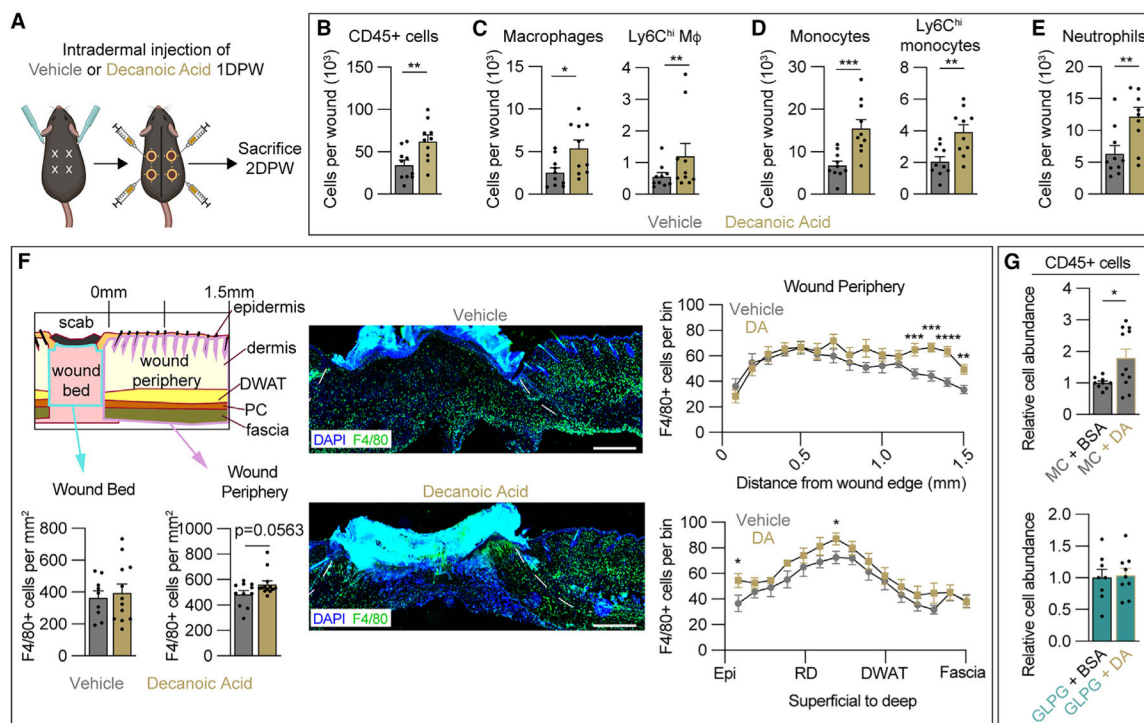 A
Intradermal injection of
Vehicle or Decanoic Acid 1DPW
X X
X X
Sacrifice
2DPW
B
CD45+ cells
Cells per wound (10³)
150
100
50
0
**
C
Macrophages
Cells per wound (10³)
15
10
5
0
*
Ly6Cʰⁱ Mϕ
4
3
2
1
0
**
D
Monocytes
Cells per wound (10³)
30
20
10
0
***
Ly6Cʰⁱ
monocytes
8
6
4
2
0
**
E
Neutrophils
Cells per wound (10³)
20
15
10
5
0
**
Vehicle Decanoic Acid
F
0mm 1.5mm
scab
epidermis
dermis
wound
bed
wound
periphery
DWAT
PC
fascia
Wound Bed
F4/80+ cells per mm²
800
600
400
200
0
Wound
Periphery
F4/80+ cells per mm²
1000
800
600
400
200
0
p=0.0563
Vehicle Decanoic Acid
Vehicle
DAPI F4/80
Decanoic Acid
DAPI F4/80
Wound Periphery
Vehicle
DA
F4/80+ cells per bin
100
80
60
40
20
0
***
***
****
**
0 0.5 1.0 1.5
Distance from wound edge (mm)
Vehicle
DA
F4/80+ cells per bin
100
80
60
40
20
0
*
*
Epi RD DWAT Fascia
Superficial to deep
G
CD45+ cells
Relative cell abundance
4
3
2
1
0
*
MC + BSA
MC + DA
Relative cell abundance
2.0
1.5
1.0
0.5
0
GLPG + BSA
GLPG + DA